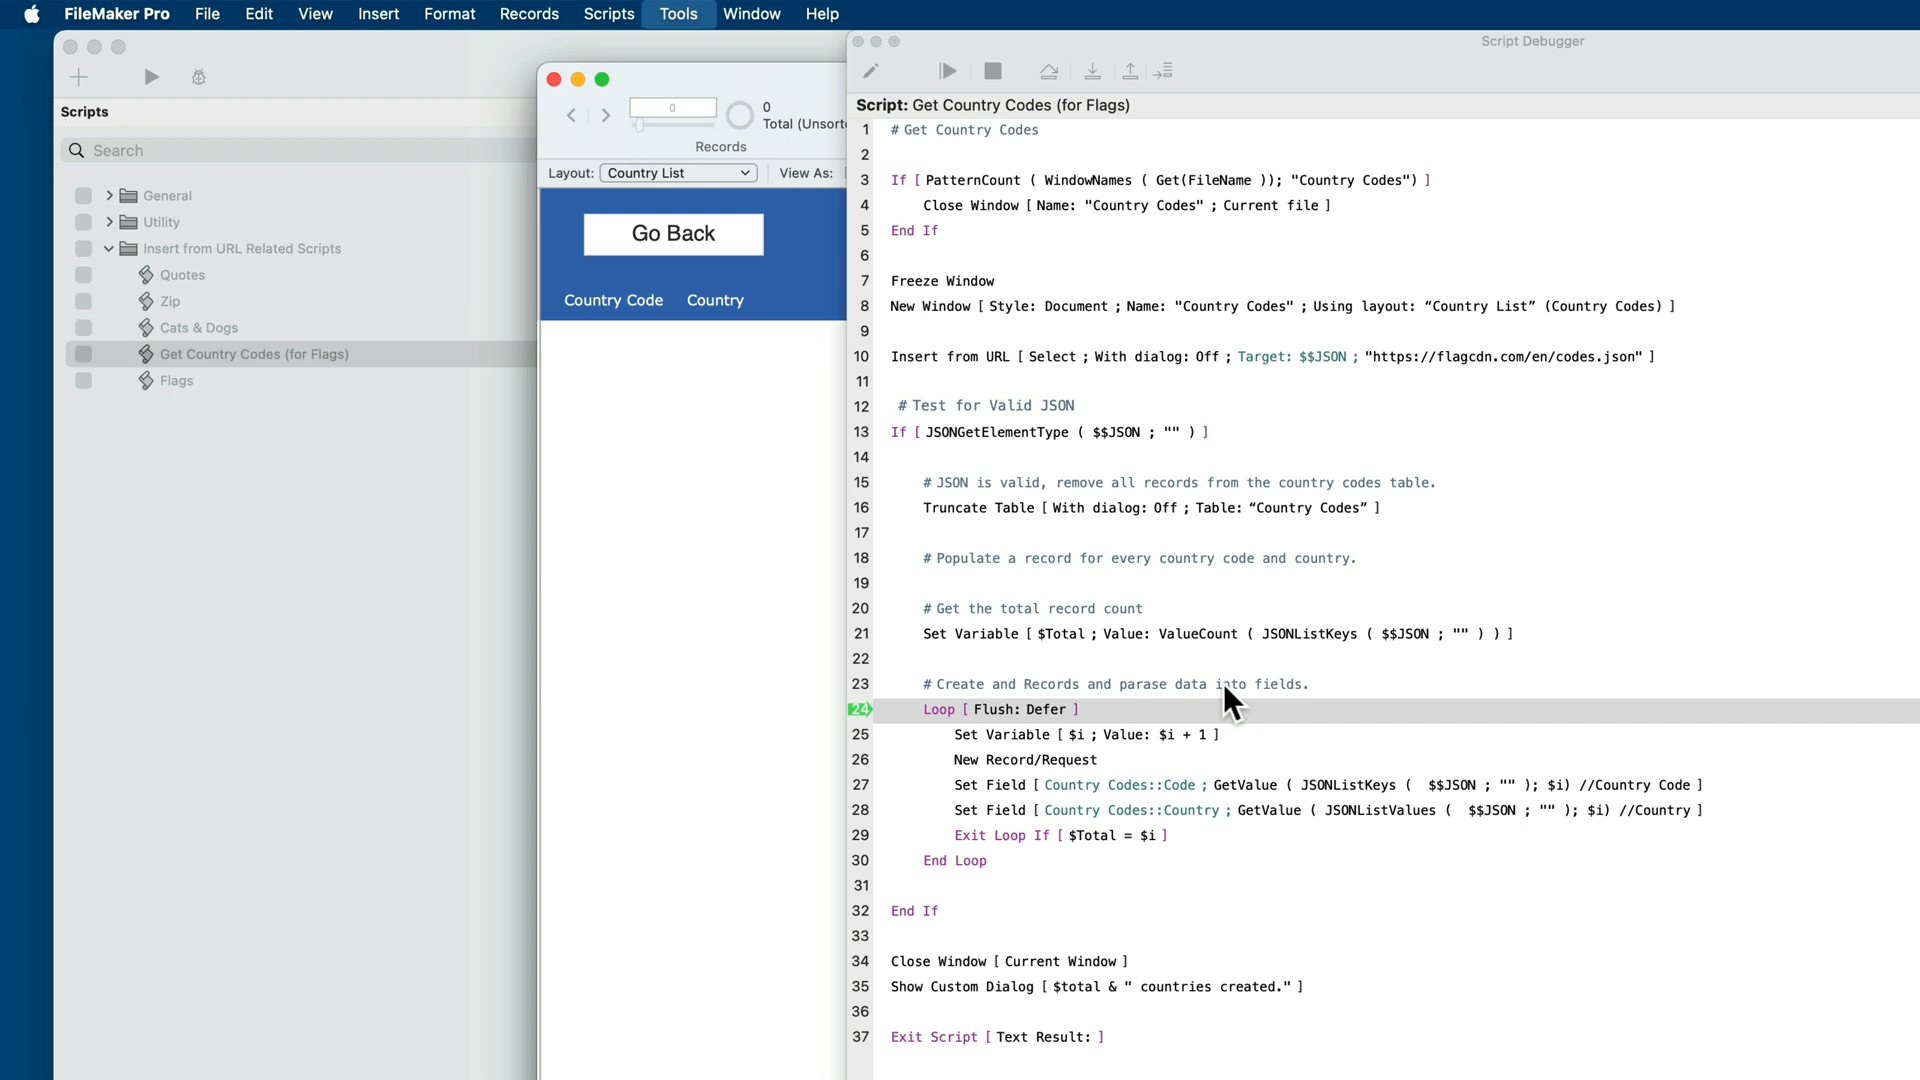 FileMaker Pro File Edit View Insert Format Records Scripts Tools Window Help
Scripts
Search
General
Utility
Insert from URL Related Scripts
Quotes
Zip
Cats & Dogs
Get Country Codes (for Flags)
Flags
0
0
Total (Unsorte
Records
Layout: Country List View As:
Go Back
Country Code Country
Script Debugger
Script: Get Country Codes (for Flags)
1 # Get Country Codes
2
3 If [ PatternCount ( WindowNames ( Get(FileName )); "Country Codes") ]
4 Close Window [ Name: "Country Codes" ; Current file ]
5 End If
6
7 Freeze Window
8 New Window [ Style: Document ; Name: "Country Codes" ; Using layout: “Country List” (Country Codes) ]
9
10 Insert from URL [ Select ; With dialog: Off ; Target: $$JSON ; "https://flagcdn.com/en/codes.json" ]
11
12 # Test for Valid JSON
13 If [ JSONGetElementType ( $$JSON ; "" ) ]
14
15 # JSON is valid, remove all records from the country codes table.
16 Truncate Table [ With dialog: Off ; Table: “Country Codes” ]
17
18 # Populate a record for every country code and country.
19
20 # Get the total record count
21 Set Variable [ $Total ; Value: ValueCount ( JSONListKeys ( $$JSON ; "" ) ) ]
22
23 # Create and Records and parase data into fields.
24 Loop [ Flush: Defer ]
25 Set Variable [ $i ; Value: $i + 1 ]
26 New Record/Request
27 Set Field [ Country Codes::Code ; GetValue ( JSONListKeys ( $$JSON ; "" ); $i) //Country Code ]
28 Set Field [ Country Codes::Country ; GetValue ( JSONListValues ( $$JSON ; "" ); $i) //Country ]
29 Exit Loop If [ $Total = $i ]
30 End Loop
31
32 End If
33
34 Close Window [ Current Window ]
35 Show Custom Dialog [ $total & " countries created." ]
36
37 Exit Script [ Text Result: ]